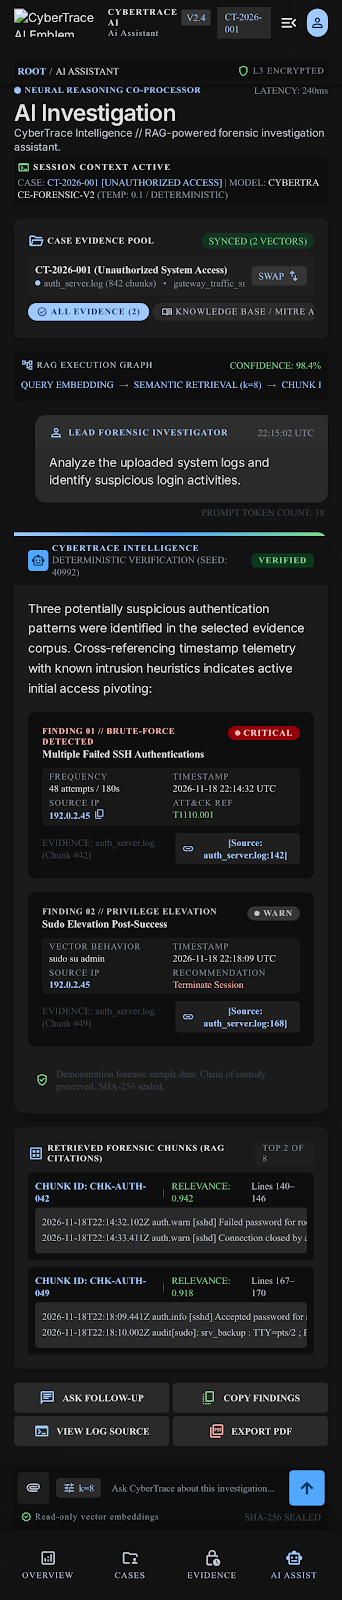 CyberTrace AI Emblem
CYBERTRACE AI
Ai Assistant
V2.4
CT-2026-001
ROOT / AI ASSISTANT
L3 ENCRYPTED
NEURAL REASONING CO-PROCESSOR
LATENCY: 240ms
AI Investigation
CyberTrace Intelligence // RAG-powered forensic investigation
assistant.
SESSION CONTEXT ACTIVE
CASE: CT-2026-001 [UNAUTHORIZED ACCESS] | MODEL: CYBERTRA
CE-FORENSIC-V2 (TEMP: 0.1 / DETERMINISTIC)
CASE EVIDENCE POOL
SYNCED (2 VECTORS)
CT-2026-001 (Unauthorized System Access)
auth_server.log (842 chunks) • gateway_traffic_
SWAP
ALL EVIDENCE (2)
KNOWLEDGE BASE / MITRE A
RAG EXECUTION GRAPH
CONFIDENCE: 98.4%
QUERY EMBEDDING → SEMANTIC RETRIEVAL (k=8) → CHUNK
LEAD FORENSIC INVESTIGATOR
22:15:02 UTC
Analyze the uploaded system logs and
identify suspicious login activities.
PROMPT TOKEN COUNT: 38
CYBERTRACE INTELLIGENCE
DETERMINISTIC VERIFICATION (SEED:
40992)
VERIFIED
Three potentially suspicious authentication
patterns were identified in the selected evidence
corpus. Cross-referencing timestamp telemetry
with known intrusion heuristics indicates active
initial access pivoting:
FINDING 01 // BRUTE-FORCE
DETECTED
CRITICAL
Multiple Failed SSH Authentications
FREQUENCY
TIMESTAMP
48 attempts / 180s
2026-11-18 22:14:32 UTC
SOURCE IP
ATT&CK REF
192.0.2.45
T1110.001
EVIDENCE: auth_server.log
(Chunk #42)
[Source:
auth_server.log:142]
FINDING 02 // PRIVILEGE ELEVATION
WARN
Sudo Elevation Post-Success
VECTOR BEHAVIOR
TIMESTAMP
sudo su admin
2026-11-18 22:18:09 UTC
SOURCE IP
RECOMMENDATION
192.0.2.45
Terminate Session
EVIDENCE: auth_server.log
(Chunk #49)
[Source:
auth_server.log:168]
Demonstration forensic sample data. Chain of custody
preserved. SHA-256 sealed.
RETRIEVED FORENSIC CHUNKS (RAG
CITATIONS)
TOP 2 OF
8
CHUNK ID: CHK-AUTH-
042
RELEVANCE:
0.942
Lines 140–
146
2026-11-18T22:14:32.102Z auth.warn [sshd] Failed password for
2026-11-18T22:14:33.411Z auth.warn [sshd] Connection closed by
CHUNK ID: CHK-AUTH-
049
RELEVANCE:
0.918
Lines 167–
170
2026-11-18T22:18:09.441Z auth.info [sshd] Accepted password for
2026-11-18T22:18:10.002Z audit[sudo]: srv_backup : TTY=pts/2 ;
ASK FOLLOW-UP
COPY FINDINGS
VIEW LOG SOURCE
EXPORT PDF
k=8
Ask CyberTrace about this investigation...
Read-only vector embeddings
SHA-256 SEALED
OVERVIEW
CASES
EVIDENCE
AI ASSIST